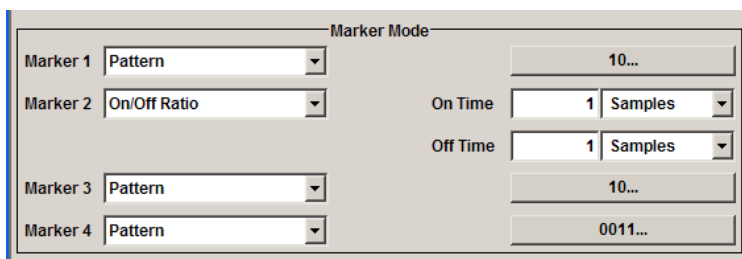 Marker Mode
Marker 1 Pattern 10...
Marker 2 On/Off Ratio On Time 1 Samples
Off Time 1 Samples
Marker 3 Pattern 10...
Marker 4 Pattern 0011...